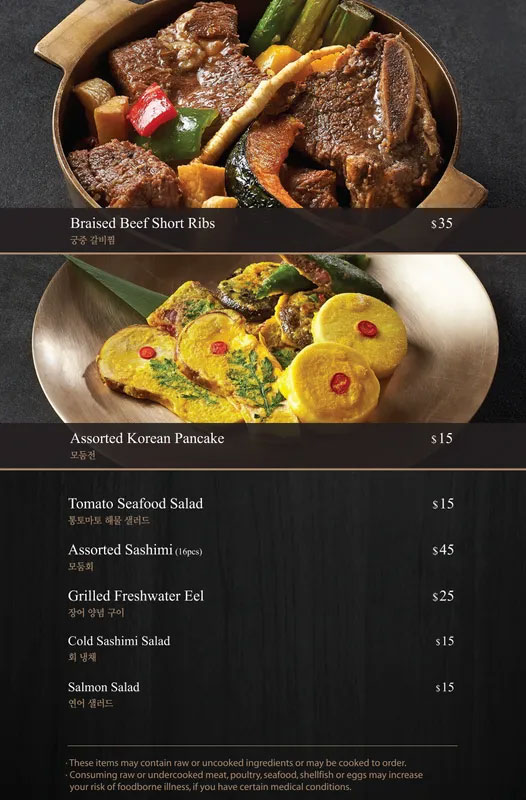 Braised Beef Short Ribs $35
궁중 갈비찜
Assorted Korean Pancake $15
모둠전
Tomato Seafood Salad $15
통토마토 해물 샐러드
Assorted Sashimi (16pcs) $45
모둠회
Grilled Freshwater Eel $25
장어 양념 구이
Cold Sashimi Salad $15
회 냉채
Salmon Salad $15
연어 샐러드
· These items may contain raw or uncooked ingredients or may be cooked to order.
· Consuming raw or undercooked meat, poultry, seafood, shellfish or eggs may increase
your risk of foodborne illness, if you have certain medical conditions.